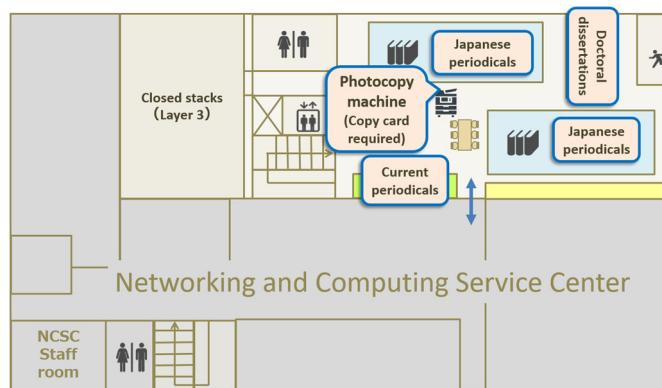 Japanese
periodicals
Doctoral
dissertations
Photocopy
machine
(Copy card
required)
Closed stacks
(Layer 3)
Japanese
periodicals
Current
periodicals
Networking and Computing Service Center
NCSC
Staff
room